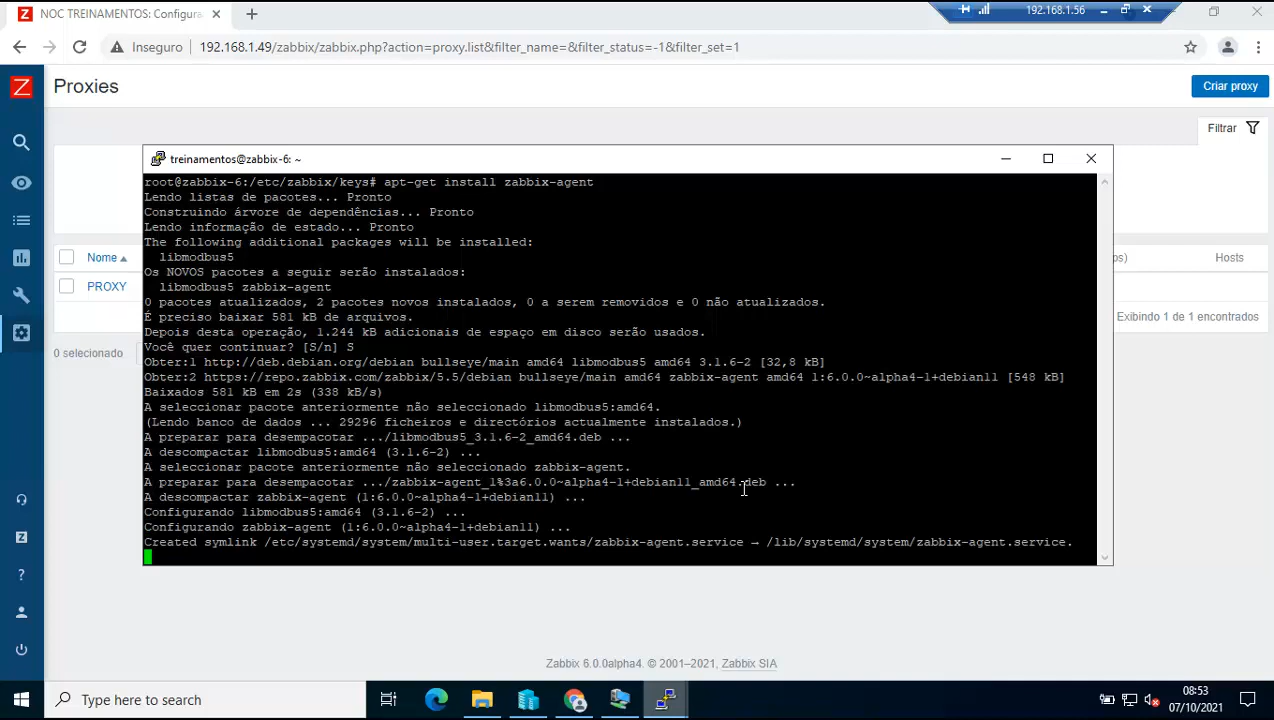 NOC TREINAMENTOS: Configura
192.168.1.56
Inseguro
192.168.1.49/zabbix/zabbix.php?action=proxy.list&filter_name=&filter_status=-1&filter_set=1
Z
Proxies
Criar proxy
Filtrar
treinamentos@zabbix-6: ~
root@zabbix-6:/etc/zabbix/keys# apt-get install zabbix-agent
Lendo listas de pacotes... Pronto
Construindo árvore de dependências... Pronto
Lendo informação de estado... Pronto
The following additional packages will be installed:
libmodbus5
Os NOVOS pacotes a seguir serão instalados:
libmodbus5 zabbix-agent
0 pacotes atualizados, 2 pacotes novos instalados, 0 a serem removidos e 0 não atualizados.
É preciso baixar 581 kB de arquivos.
Depois desta operação, 1.244 kB adicionais de espaço em disco serão usados.
Você quer continuar? [S/n] S
Obter:1 http://deb.debian.org/debian bullseye/main amd64 libmodbus5 amd64 3.1.6-2 [32,8 kB]
Obter:2 https://repo.zabbix.com/zabbix/5.5/debian bullseye/main amd64 zabbix-agent amd64 1:6.0.0~alpha4-1+debian11 [548 kB]
Baixados 581 kB em 2s (338 kB/s)
A seleccionar pacote anteriormente não seleccionado libmodbus5:amd64.
(Lendo banco de dados ... 29296 ficheiros e directórios actualmente instalados.)
A preparar para desempacotar .../libmodbus5_3.1.6-2_amd64.deb ...
A descompactar libmodbus5:amd64 (3.1.6-2) ...
A seleccionar pacote anteriormente não seleccionado zabbix-agent.
A preparar para desempacotar .../zabbix-agent_1%3a6.0.0~alpha4-1+debian11_amd64.deb ...
A descompactar zabbix-agent (1:6.0.0~alpha4-1+debian11) ...
Configurando libmodbus5:amd64 (3.1.6-2) ...
Configurando zabbix-agent (1:6.0.0~alpha4-1+debian11) ...
Created symlink /etc/systemd/system/multi-user.target.wants/zabbix-agent.service → /lib/systemd/system/zabbix-agent.service.
Nome
os)
Hosts
PROXY
Exibindo 1 de 1 encontrados
0 selecionado
Zabbix 6.0.0alpha4. © 2001–2021, Zabbix SIA
Type here to search
08:53
07/10/2021